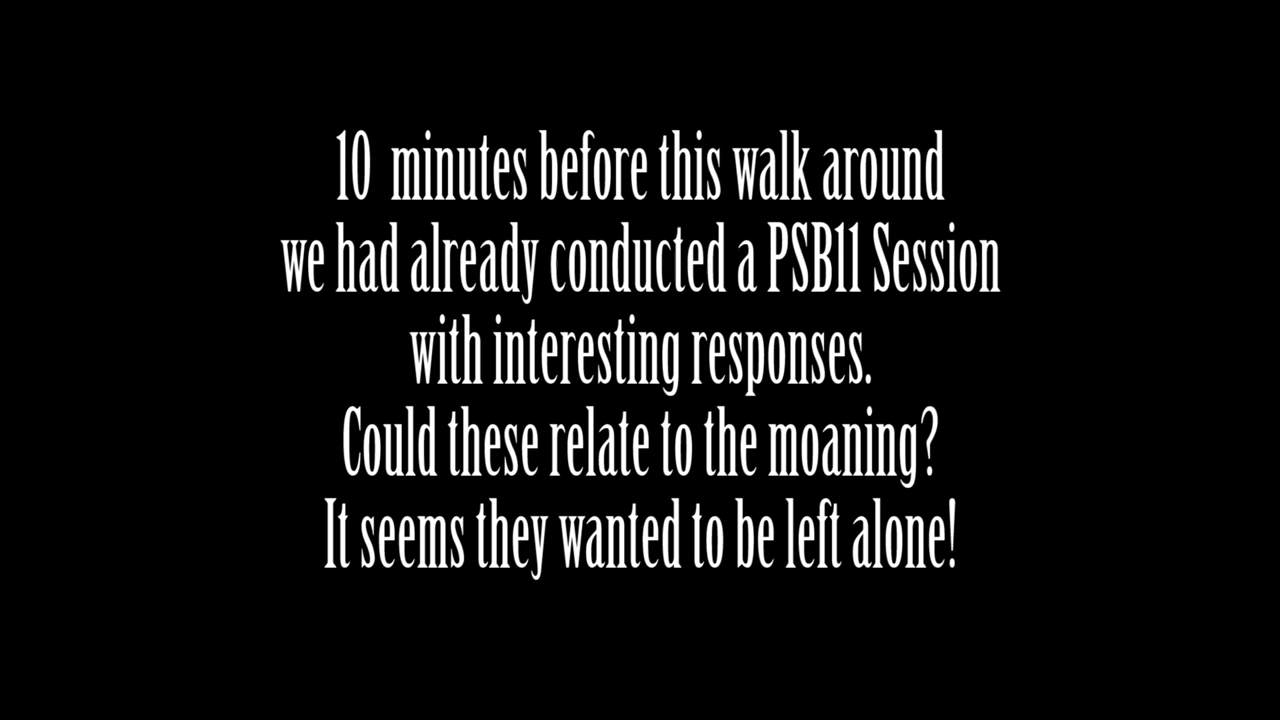 10 minutes before this walk around
we had already conducted a PSB11 Session
with interesting responses.
Could these relate to the moaning?
It seems they wanted to be left alone!